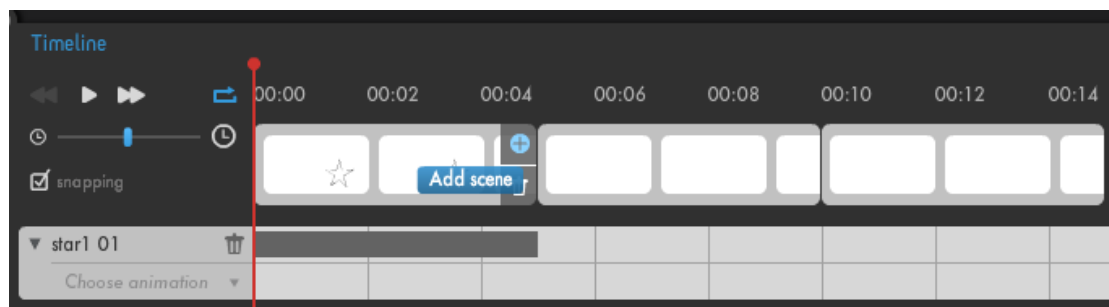 Timeline
00:00 00:02 00:04 00:06 00:08 00:10 00:12 00:14
snapping
Add scene
star1 01
Choose animation